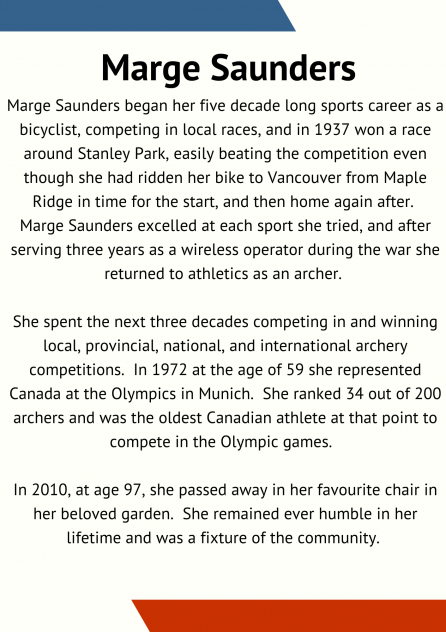 Marge Saunders
Marge Saunders began her five decade long sports career as a
bicyclist, competing in local races, and in 1937 won a race
around Stanley Park, easily beating the competition even
though she had ridden her bike to Vancouver from Maple
Ridge in time for the start, and then home again after.
Marge Saunders excelled at each sport she tried, and after
serving three years as a wireless operator during the war she
returned to athletics as an archer.
She spent the next three decades competing in and winning
local, provincial, national, and international archery
competitions.  In 1972 at the age of 59 she represented
Canada at the Olympics in Munich.  She ranked 34 out of 200
archers and was the oldest Canadian athlete at that point to
compete in the Olympic games.
In 2010, at age 97, she passed away in her favourite chair in
her beloved garden.  She remained ever humble in her
lifetime and was a fixture of the community.